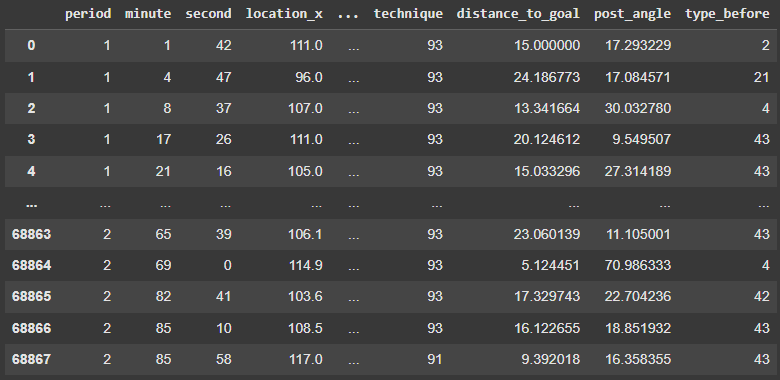 period minute second location_x ... technique distance_to_goal post_angle type_before
0 1 1 42 111.0 ... 93 15.000000 17.293229 2
1 1 4 47 96.0 ... 93 24.186773 17.084571 21
2 1 8 37 107.0 ... 93 13.341664 30.032780 4
3 1 17 26 111.0 ... 93 20.124612 9.549507 43
4 1 21 16 105.0 ... 93 15.033296 27.314189 43
... ... ... ... ... ... ... ... ... ...
68863 2 65 39 106.1 ... 93 23.060139 11.105001 43
68864 2 69 0 114.9 ... 93 5.124451 70.986333 4
68865 2 82 41 103.6 ... 93 17.329743 22.704236 42
68866 2 85 10 108.5 ... 93 16.122655 18.851932 43
68867 2 85 58 117.0 ... 91 9.392018 16.358355 43